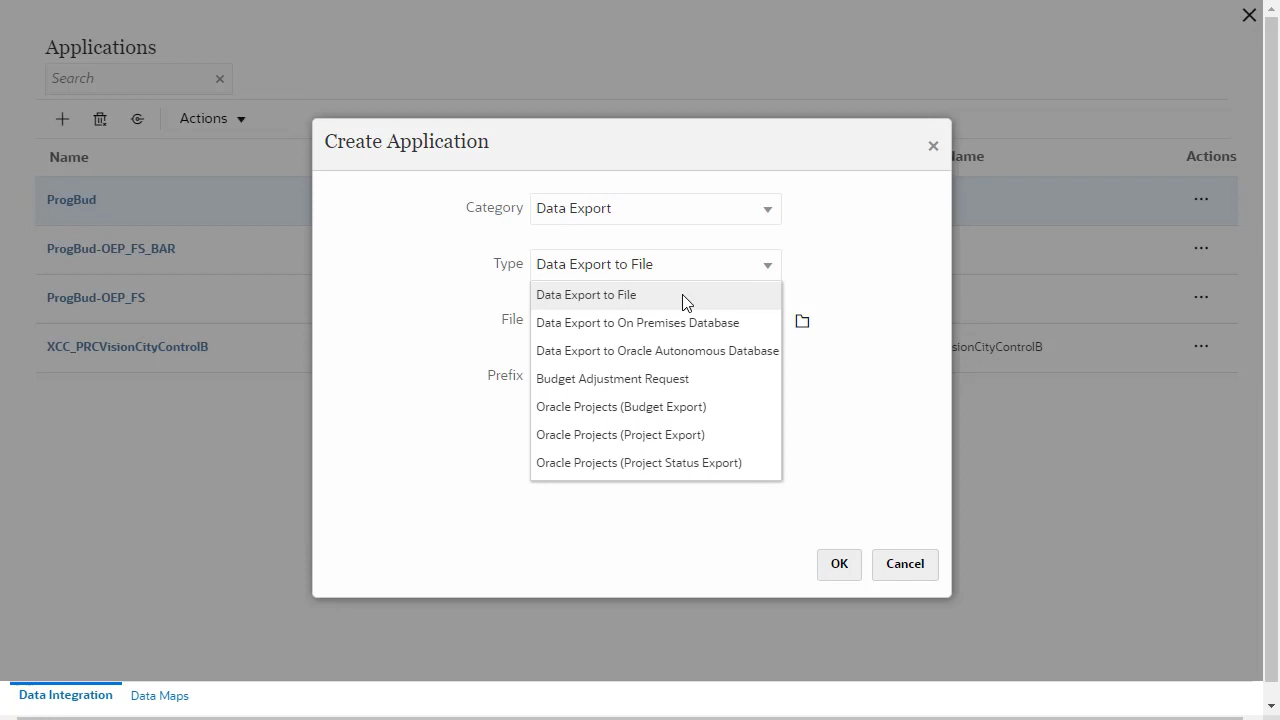 Applications
Search
Actions
Name
Name
Actions
ProgBud
ProgBud-OEP_FS_BAR
ProgBud-OEP_FS
XCC_PRCVisionCityControlB
sionCityControlB
Create Application
Category
Data Export
Type
Data Export to File
File
Prefix
Data Export to File
Data Export to On Premises Database
Data Export to Oracle Autonomous Database
Budget Adjustment Request
Oracle Projects (Budget Export)
Oracle Projects (Project Export)
Oracle Projects (Project Status Export)
OK
Cancel
Data Integration
Data Maps